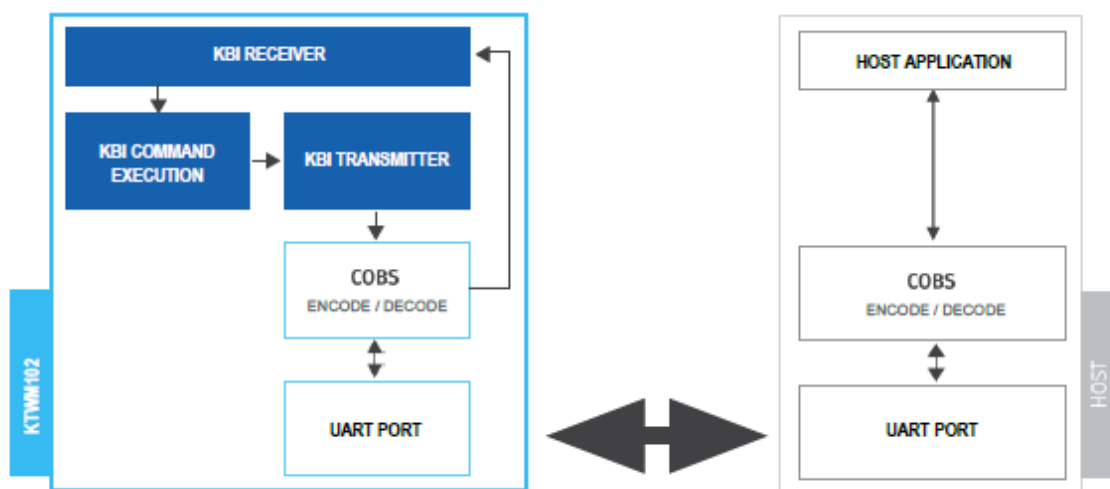 KBI RECEIVER
KBI COMMAND
EXECUTION
KBI TRANSMITTER
COBS
ENCODE / DECODE
UART PORT
KTWM102
HOST APPLICATION
COBS
ENCODE / DECODE
UART PORT
HOST